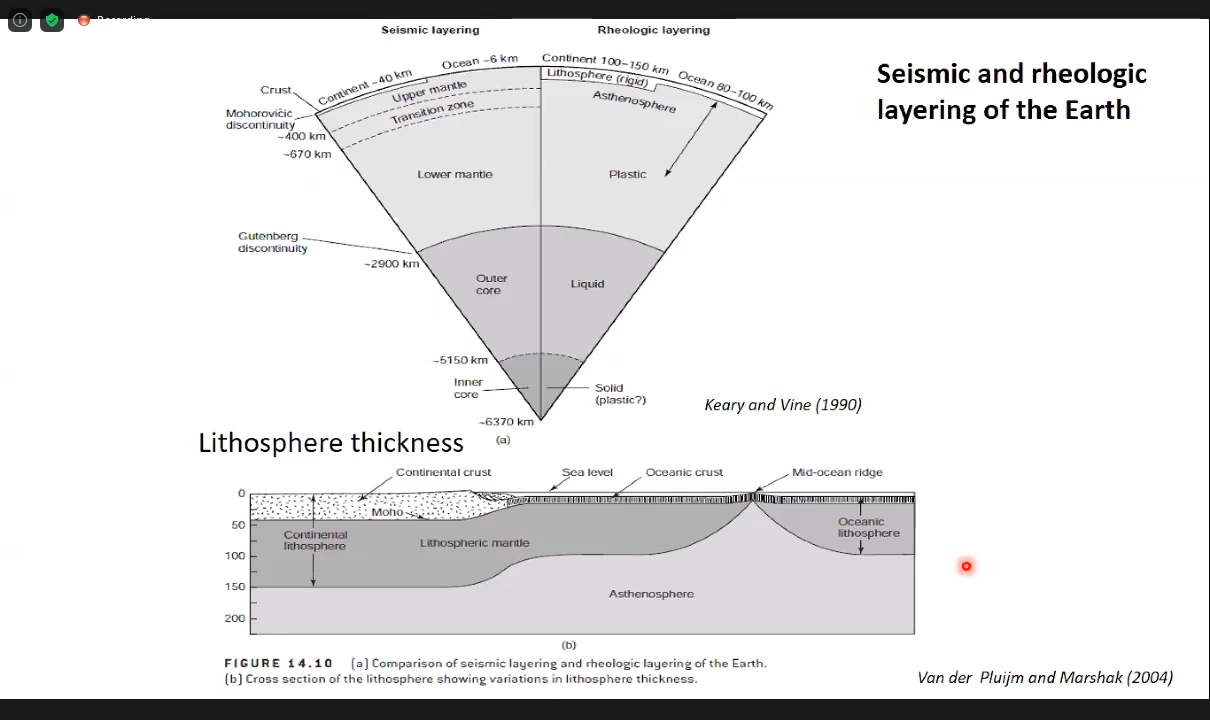 Recording
Seismic layering
Rheologic layering
Seismic and rheologic
layering of the Earth
Continent ~40 km
Ocean ~6 km
Continent 100–150 km
Ocean 80–100 km
Crust
Upper mantle
Lithosphere (rigid)
Asthenosphere
Mohorovičić
discontinuity
Transition zone
~400 km
~670 km
Lower mantle
Plastic
Gutenberg
discontinuity
~2900 km
Outer
core
Liquid
~5150 km
Inner
core
Solid
(plastic?)
Keary and Vine (1990)
~6370 km
(a)
Lithosphere thickness
Continental crust
Sea level
Oceanic crust
Mid-ocean ridge
0
Moho
50
Continental
lithosphere
Lithospheric mantle
Oceanic
lithosphere
100
150
Asthenosphere
200
(b)
FIGURE 14.10 (a) Comparison of seismic layering and rheologic layering of the Earth.
(b) Cross section of the lithosphere showing variations in lithosphere thickness.
Van der Pluijm and Marshak (2004)